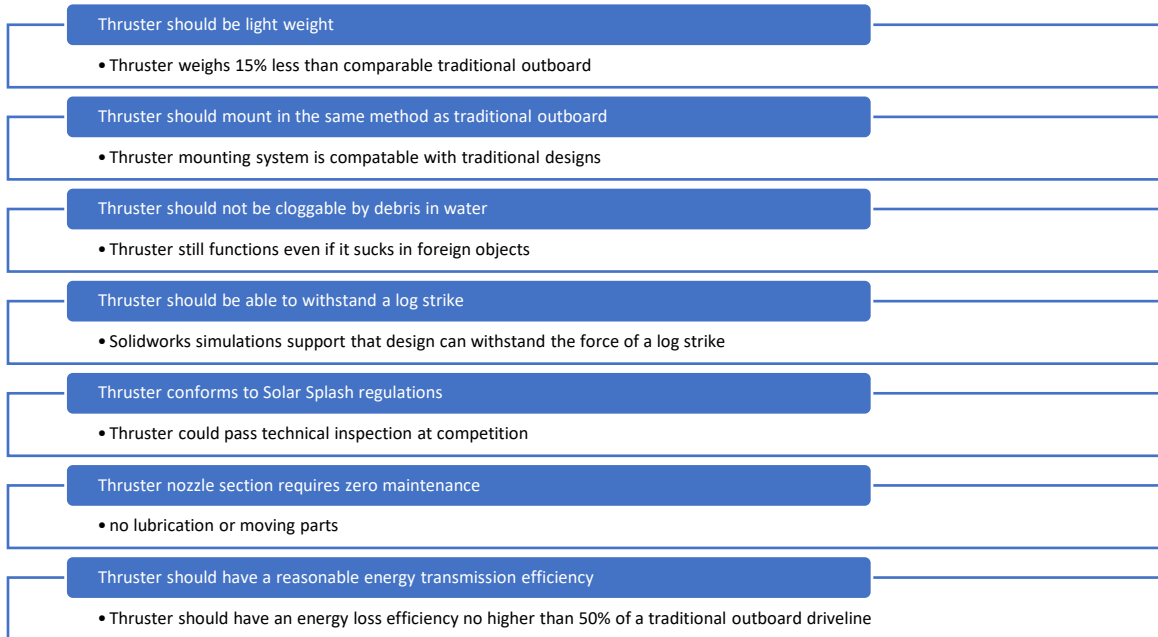 Thruster should be light weight
• Thruster weighs 15% less than comparable traditional outboard
Thruster should mount in the same method as traditional outboard
• Thruster mounting system is compatable with traditional designs
Thruster should not be cloggable by debris in water
• Thruster still functions even if it sucks in foreign objects
Thruster should be able to withstand a log strike
• Solidworks simulations support that design can withstand the force of a log strike
Thruster conforms to Solar Splash regulations
• Thruster could pass technical inspection at competition
Thruster nozzle section requires zero maintenance
• no lubrication or moving parts
Thruster should have a reasonable energy transmission efficiency
• Thruster should have an energy loss efficiency no higher than 50% of a traditional outboard driveline